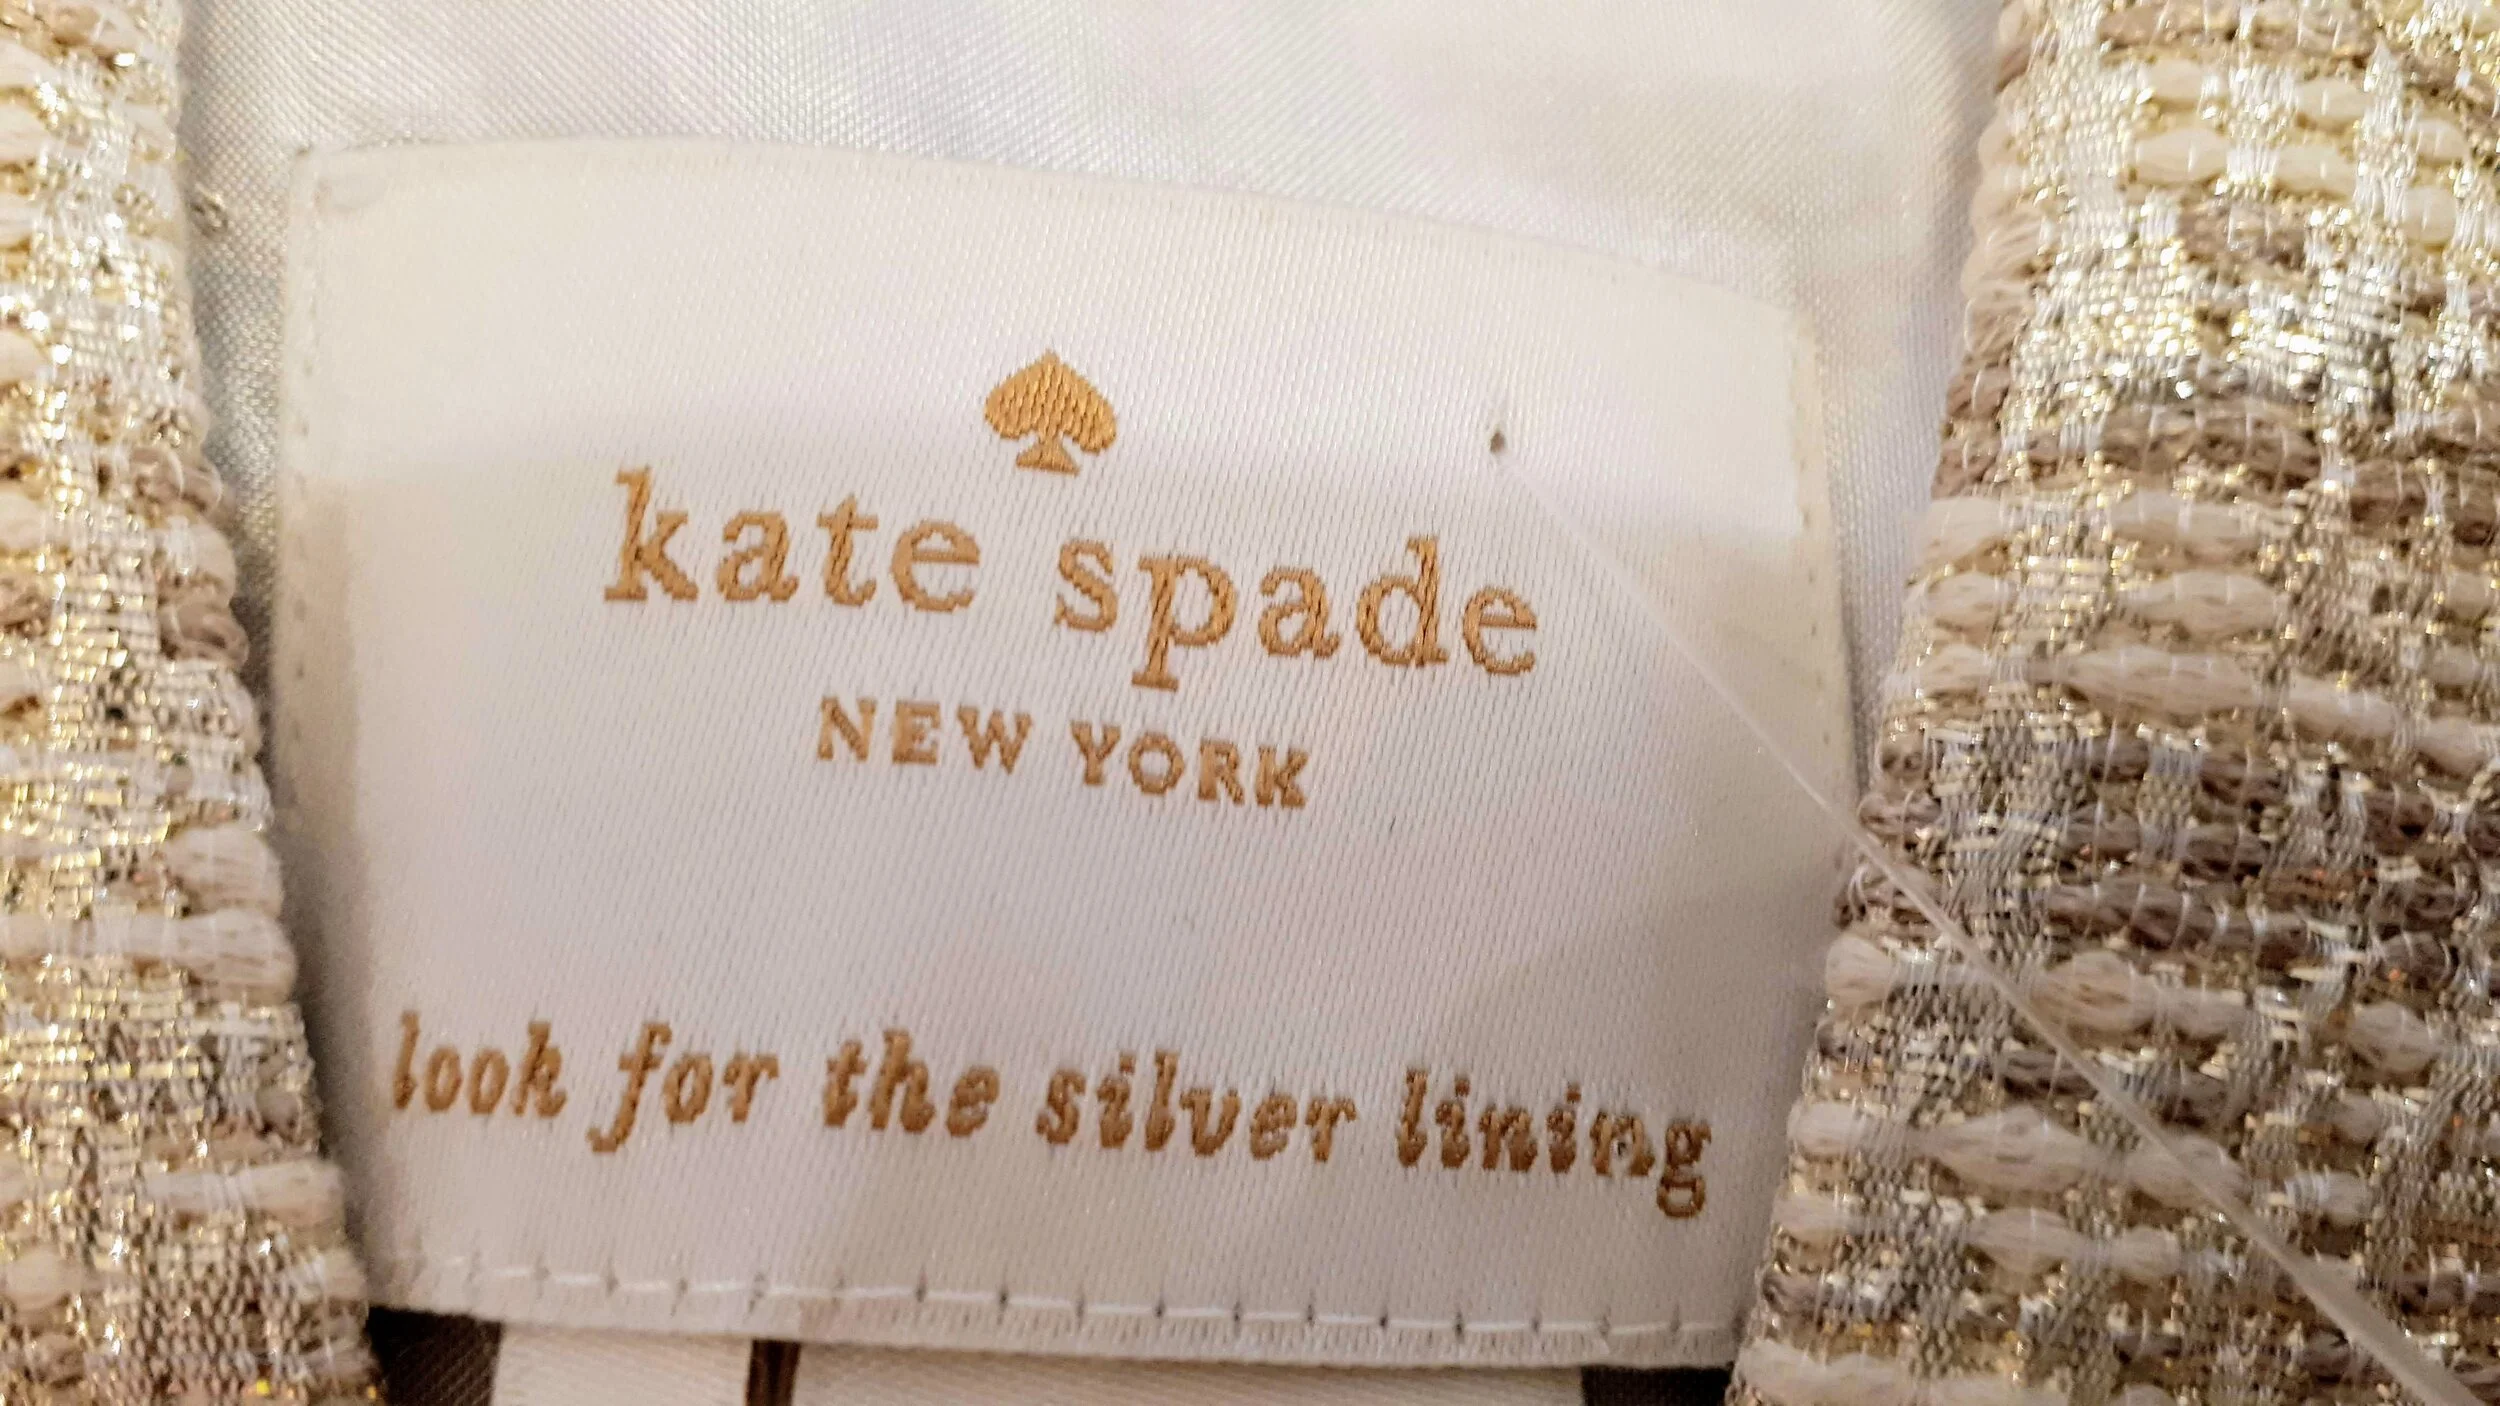 kate spade
NEW YORK
look for the silver lining